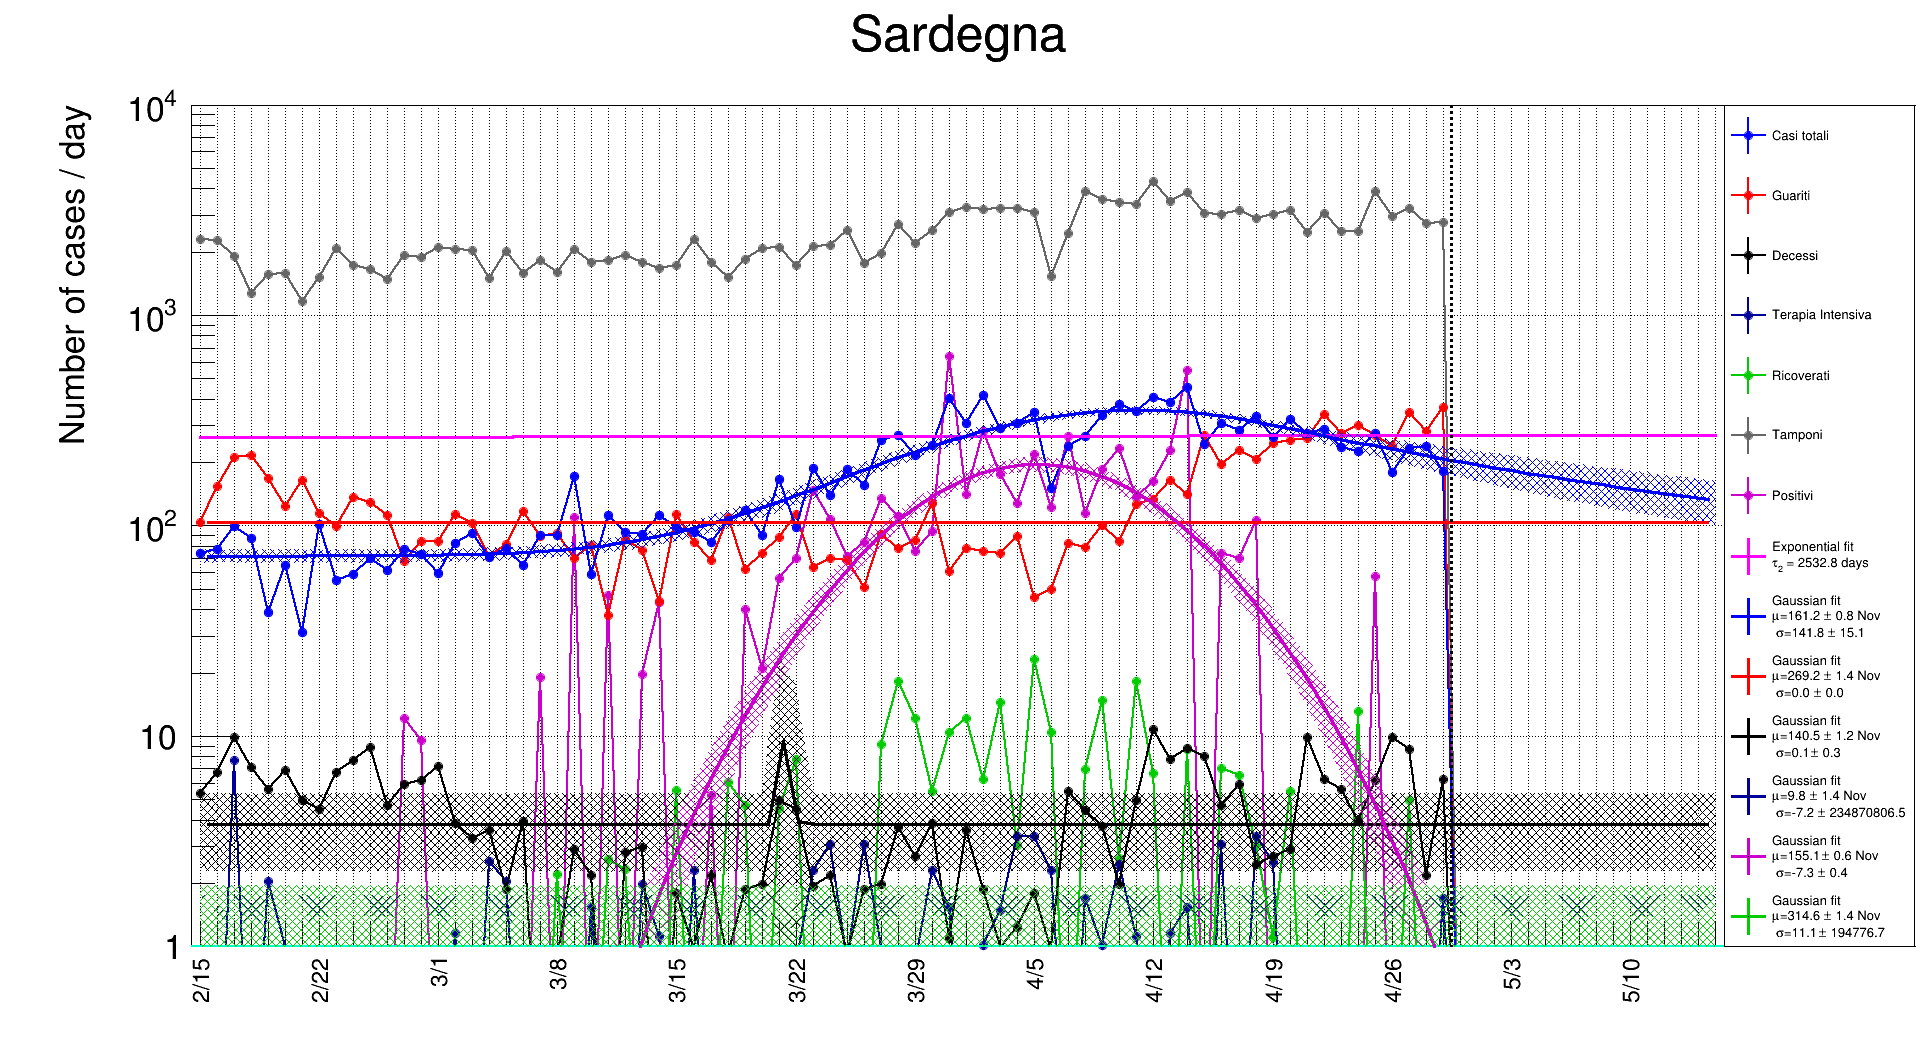 Sardegna
Number of cases / day
10^4
10^3
10^2
10
1
2/15
2/22
3/1
3/8
3/15
3/22
3/29
4/5
4/12
4/19
4/26
5/3
5/10
Casi totali
Guariti
Decessi
Terapia Intensiva
Ricoverati
Tamponi
Positivi
Exponential fit
τ_2 = 2532.8 days
Gaussian fit
μ=161.2 ± 0.8 Nov
σ=141.8 ± 15.1
Gaussian fit
μ=269.2 ± 1.4 Nov
σ=0.0 ± 0.0
Gaussian fit
μ=140.5 ± 1.2 Nov
σ=0.1 ± 0.3
Gaussian fit
μ=9.8 ± 1.4 Nov
σ=-7.2 ± 234870806.5
Gaussian fit
μ=155.1 ± 0.6 Nov
σ=-7.3 ± 0.4
Gaussian fit
μ=314.6 ± 1.4 Nov
σ=11.1 ± 194776.7